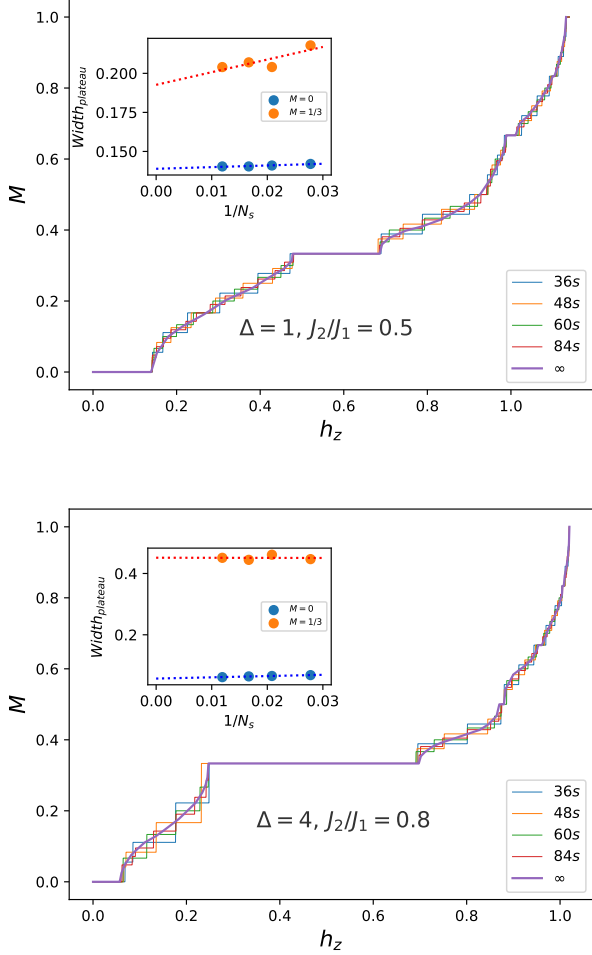 1.0
0.8
0.6
0.4
0.2
0.0
M
0.0 0.2 0.4 0.6 0.8 1.0
h_z
0.200
0.175
0.150
Width_plateau
0.00 0.01 0.02 0.03
1/N_s
M = 0
M = 1/3
Δ = 1, J_2/J_1 = 0.5
36s
48s
60s
84s
∞
1.0
0.8
0.6
0.4
0.2
0.0
M
0.0 0.2 0.4 0.6 0.8 1.0
h_z
0.4
0.2
Width_plateau
0.00 0.01 0.02 0.03
1/N_s
M = 0
M = 1/3
Δ = 4, J_2/J_1 = 0.8
36s
48s
60s
84s
∞